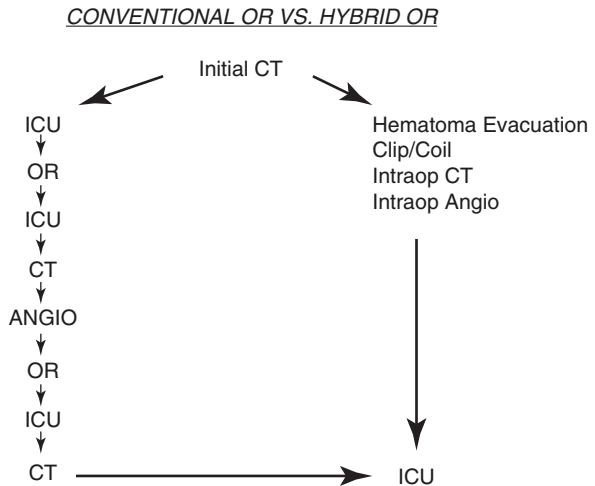 CONVENTIONAL OR VS. HYBRID OR
Initial CT
ICU
OR
ICU
CT
ANGIO
OR
ICU
CT
Hematoma Evacuation
Clip/Coil
Intraop CT
Intraop Angio
ICU